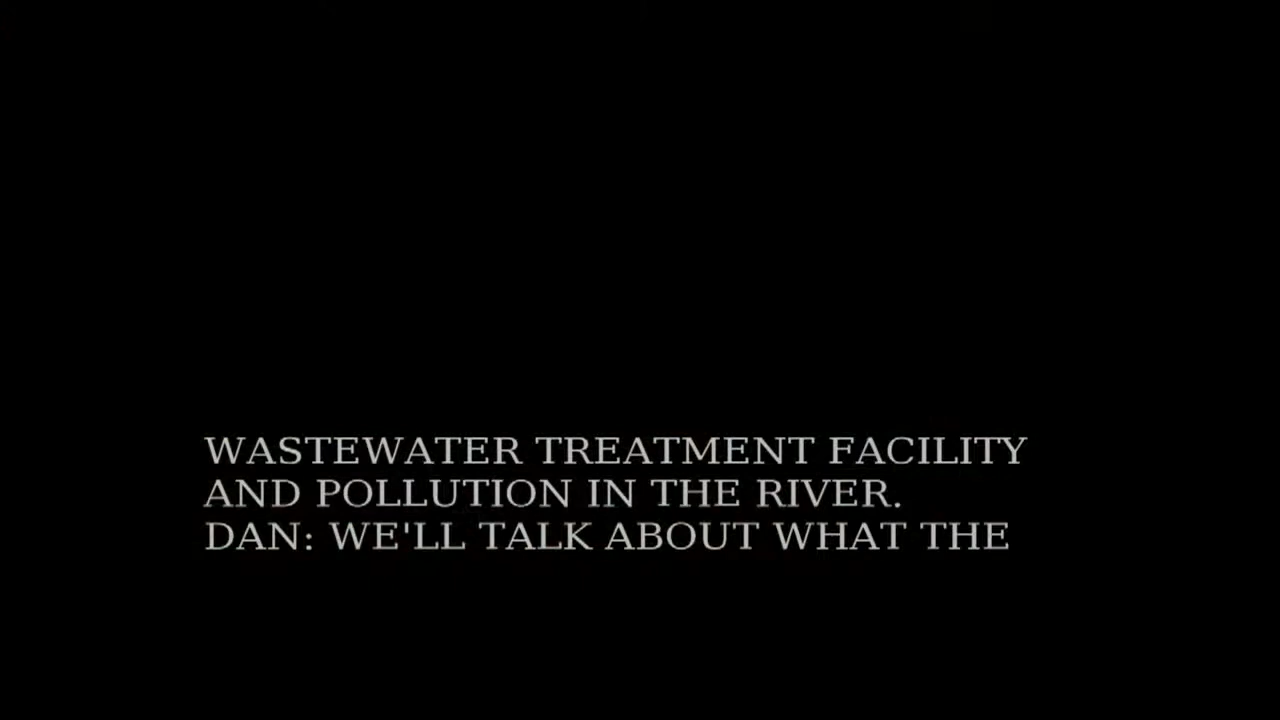 WASTEWATER TREATMENT FACILITY
AND POLLUTION IN THE RIVER.
DAN: WE'LL TALK ABOUT WHAT THE